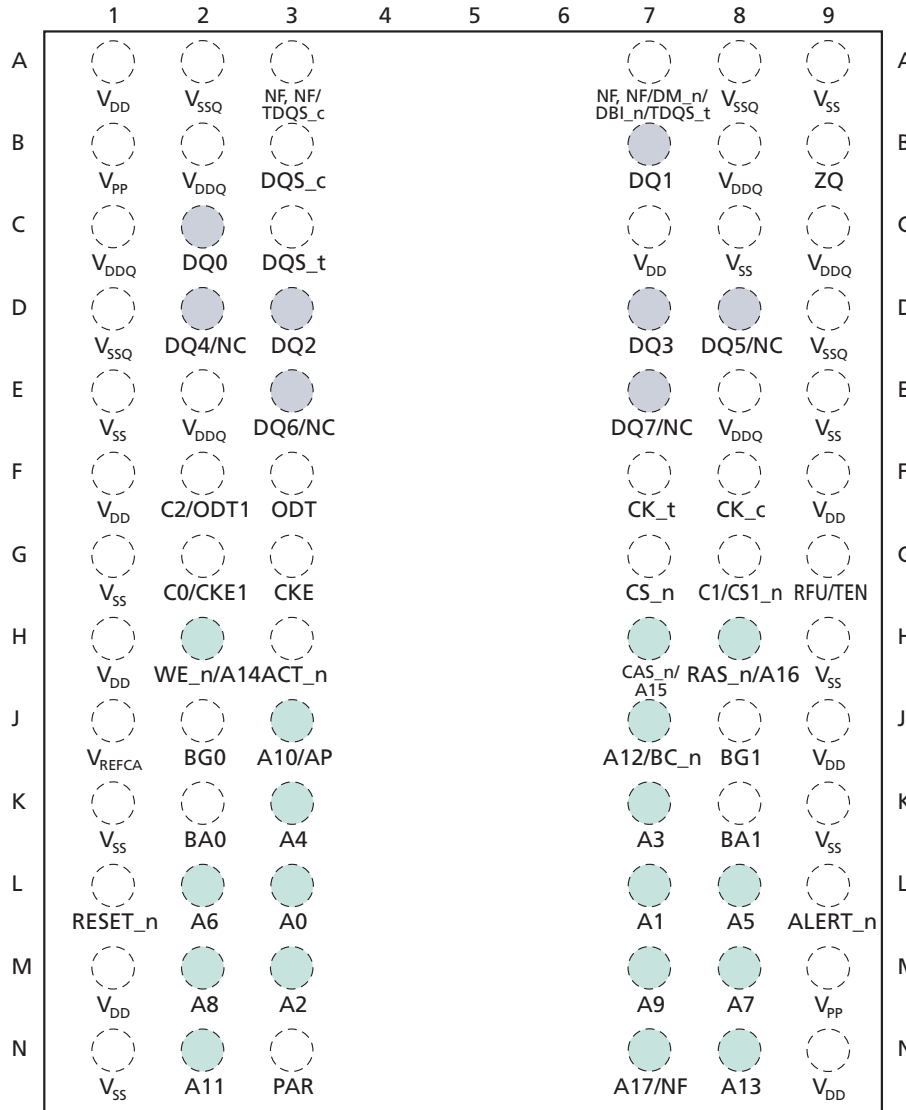 1 2 3 4 5 6 7 8 9
A A
VDD VSSQ NF, NF/ TDQS_c NF, NF/DM_n/ DBI_n/TDQS_t VSSQ VSS
B B
VPP VDDQ DQS_c DQ1 VDDQ ZQ
C C
VDDQ DQ0 DQS_t VDD VSS VDDQ
D D
VSSQ DQ4/NC DQ2 DQ3 DQ5/NC VSSQ
E E
VSS VDDQ DQ6/NC DQ7/NC VDDQ VSS
F F
VDD C2/ODT1 ODT CK_t CK_c VDD
G G
VSS C0/CKE1 CKE CS_n C1/CS1_n RFU/TEN
H H
VDD WE_n/A14 ACT_n CAS_n/ A15 RAS_n/A16 VSS
J J
VREFCA BG0 A10/AP A12/BC_n BG1 VDD
K K
VSS BA0 A4 A3 BA1 VSS
L L
RESET_n A6 A0 A1 A5 ALERT_n
M M
VDD A8 A2 A9 A7 VPP
N N
VSS A11 PAR A17/NF A13 VDD